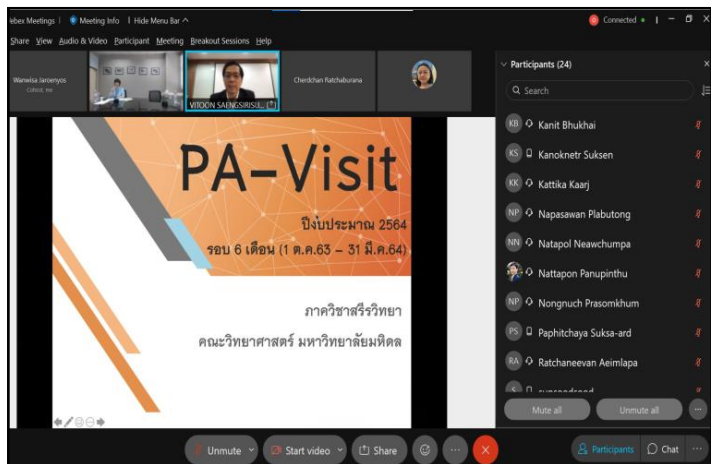 ebex Meetings | Meeting Info | Hide Menu Bar ^
Connected
Share View Audio & Video Participant Meeting Breakout Sessions Help
Wanwisa Jaroenyos
Cohost, me
VITOON SAENGSIRISU...
Cherdchan Ratchaburana
Participants (24)
Search
KB Kanit Bhukhai
KS Kanoknetr Suksen
KK Kattika Kaarj
NP Napasawan Plabutong
NN Natapol Neawchumpa
Nattapon Panupinthu
NP Nongnuch Prasomkhum
PS Paphitchaya Suksa-ard
RA Ratchaneevan Aeimlapa
PA-Visit
ปีงบประมาณ 2564
รอบ 6 เดือน (1 ต.ค.63 – 31 มี.ค.64)
ภาควิชาสรีรวิทยา
คณะวิทยาศาสตร์ มหาวิทยาลัยมหิดล
Mute all Unmute all ...
Unmute Start video Share ... X
Participants Chat ...